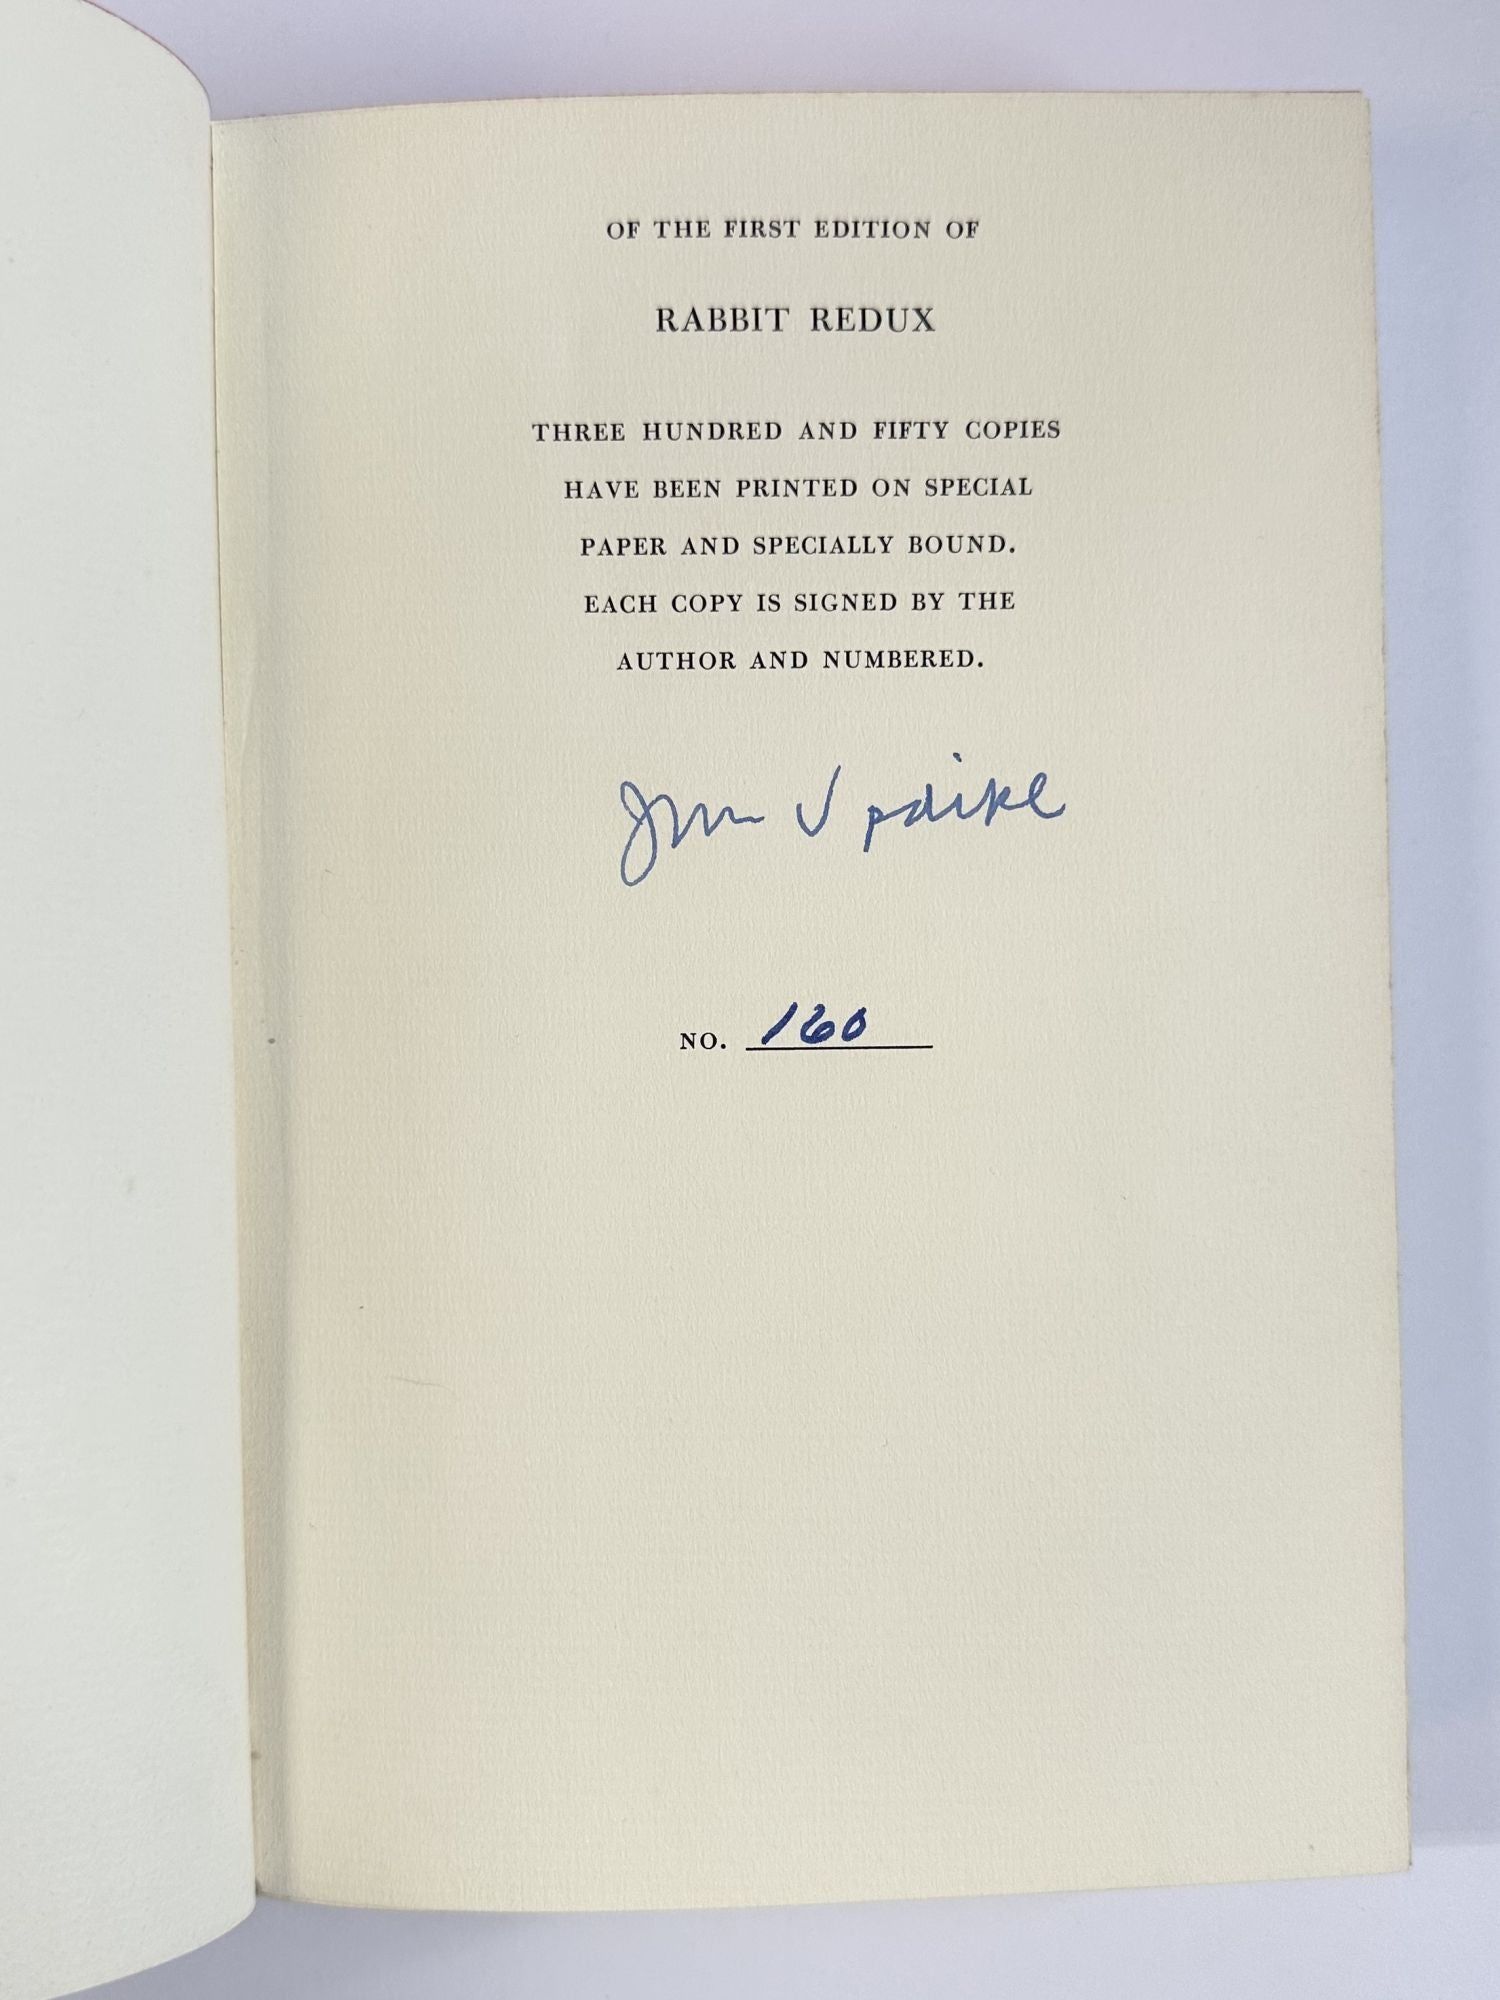 OF THE FIRST EDITION OF
RABBIT REDUX
THREE HUNDRED AND FIFTY COPIES
HAVE BEEN PRINTED ON SPECIAL
PAPER AND SPECIALLY BOUND.
EACH COPY IS SIGNED BY THE
AUTHOR AND NUMBERED.
John Updike
NO. 160